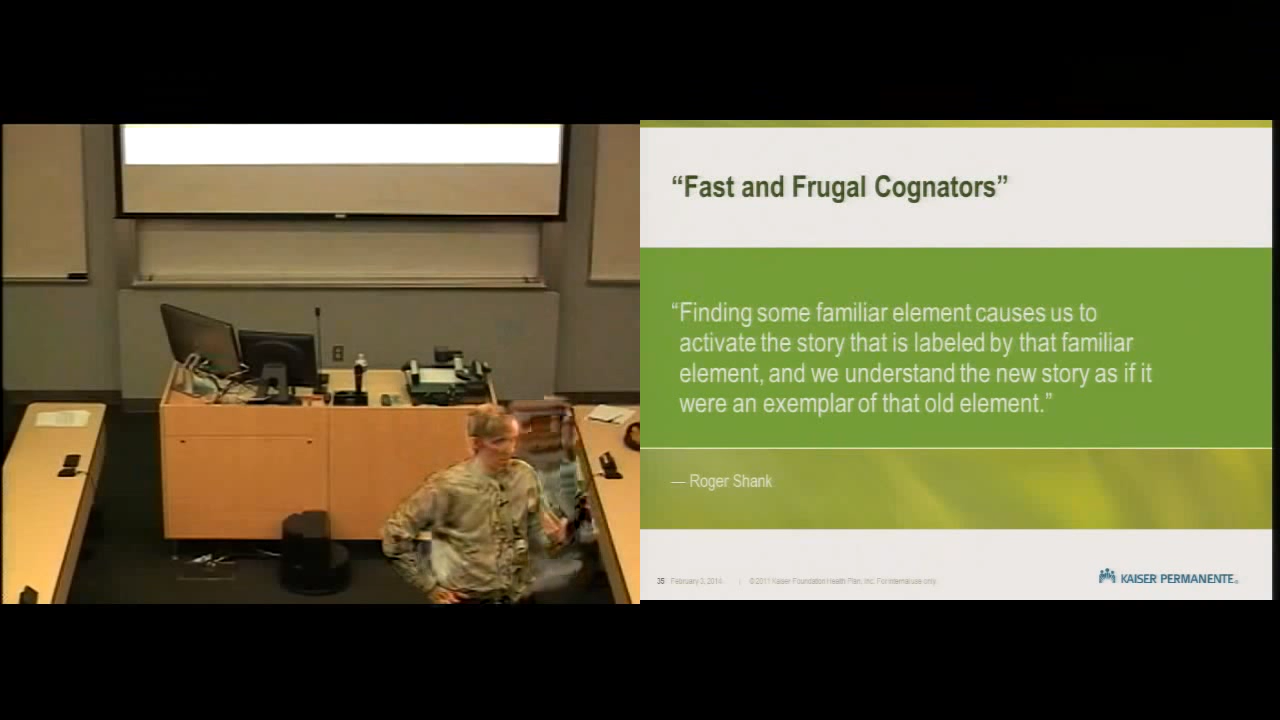 “Fast and Frugal Cognators”
“Finding some familiar element causes us to
activate the story that is labeled by that familiar
element, and we understand the new story as if it
were an exemplar of that old element.”
— Roger Shank
35 February 3, 2014 | © 2011 Kaiser Foundation Health Plan, Inc. For internal use only.
KAISER PERMANENTE®